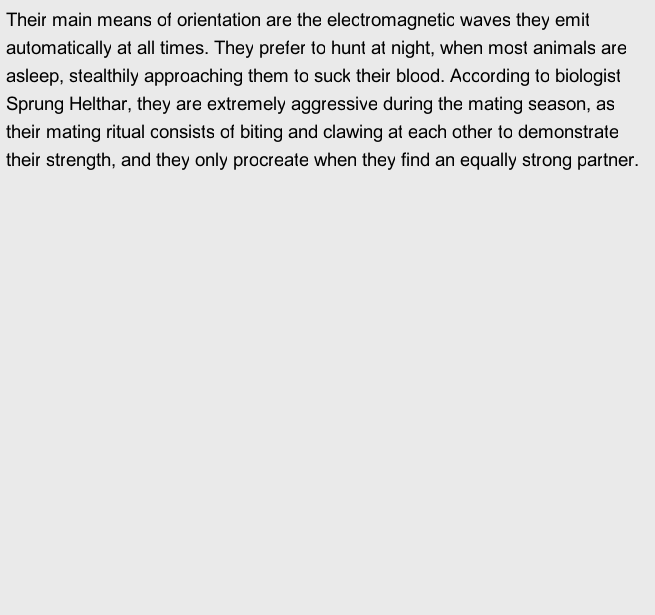 Their main means of orientation are the electromagnetic waves they emit
automatically at all times. They prefer to hunt at night, when most animals are
asleep, stealthily approaching them to suck their blood. According to biologist
Sprung Helthar, they are extremely aggressive during the mating season, as
their mating ritual consists of biting and clawing at each other to demonstrate
their strength, and they only procreate when they find an equally strong partner.